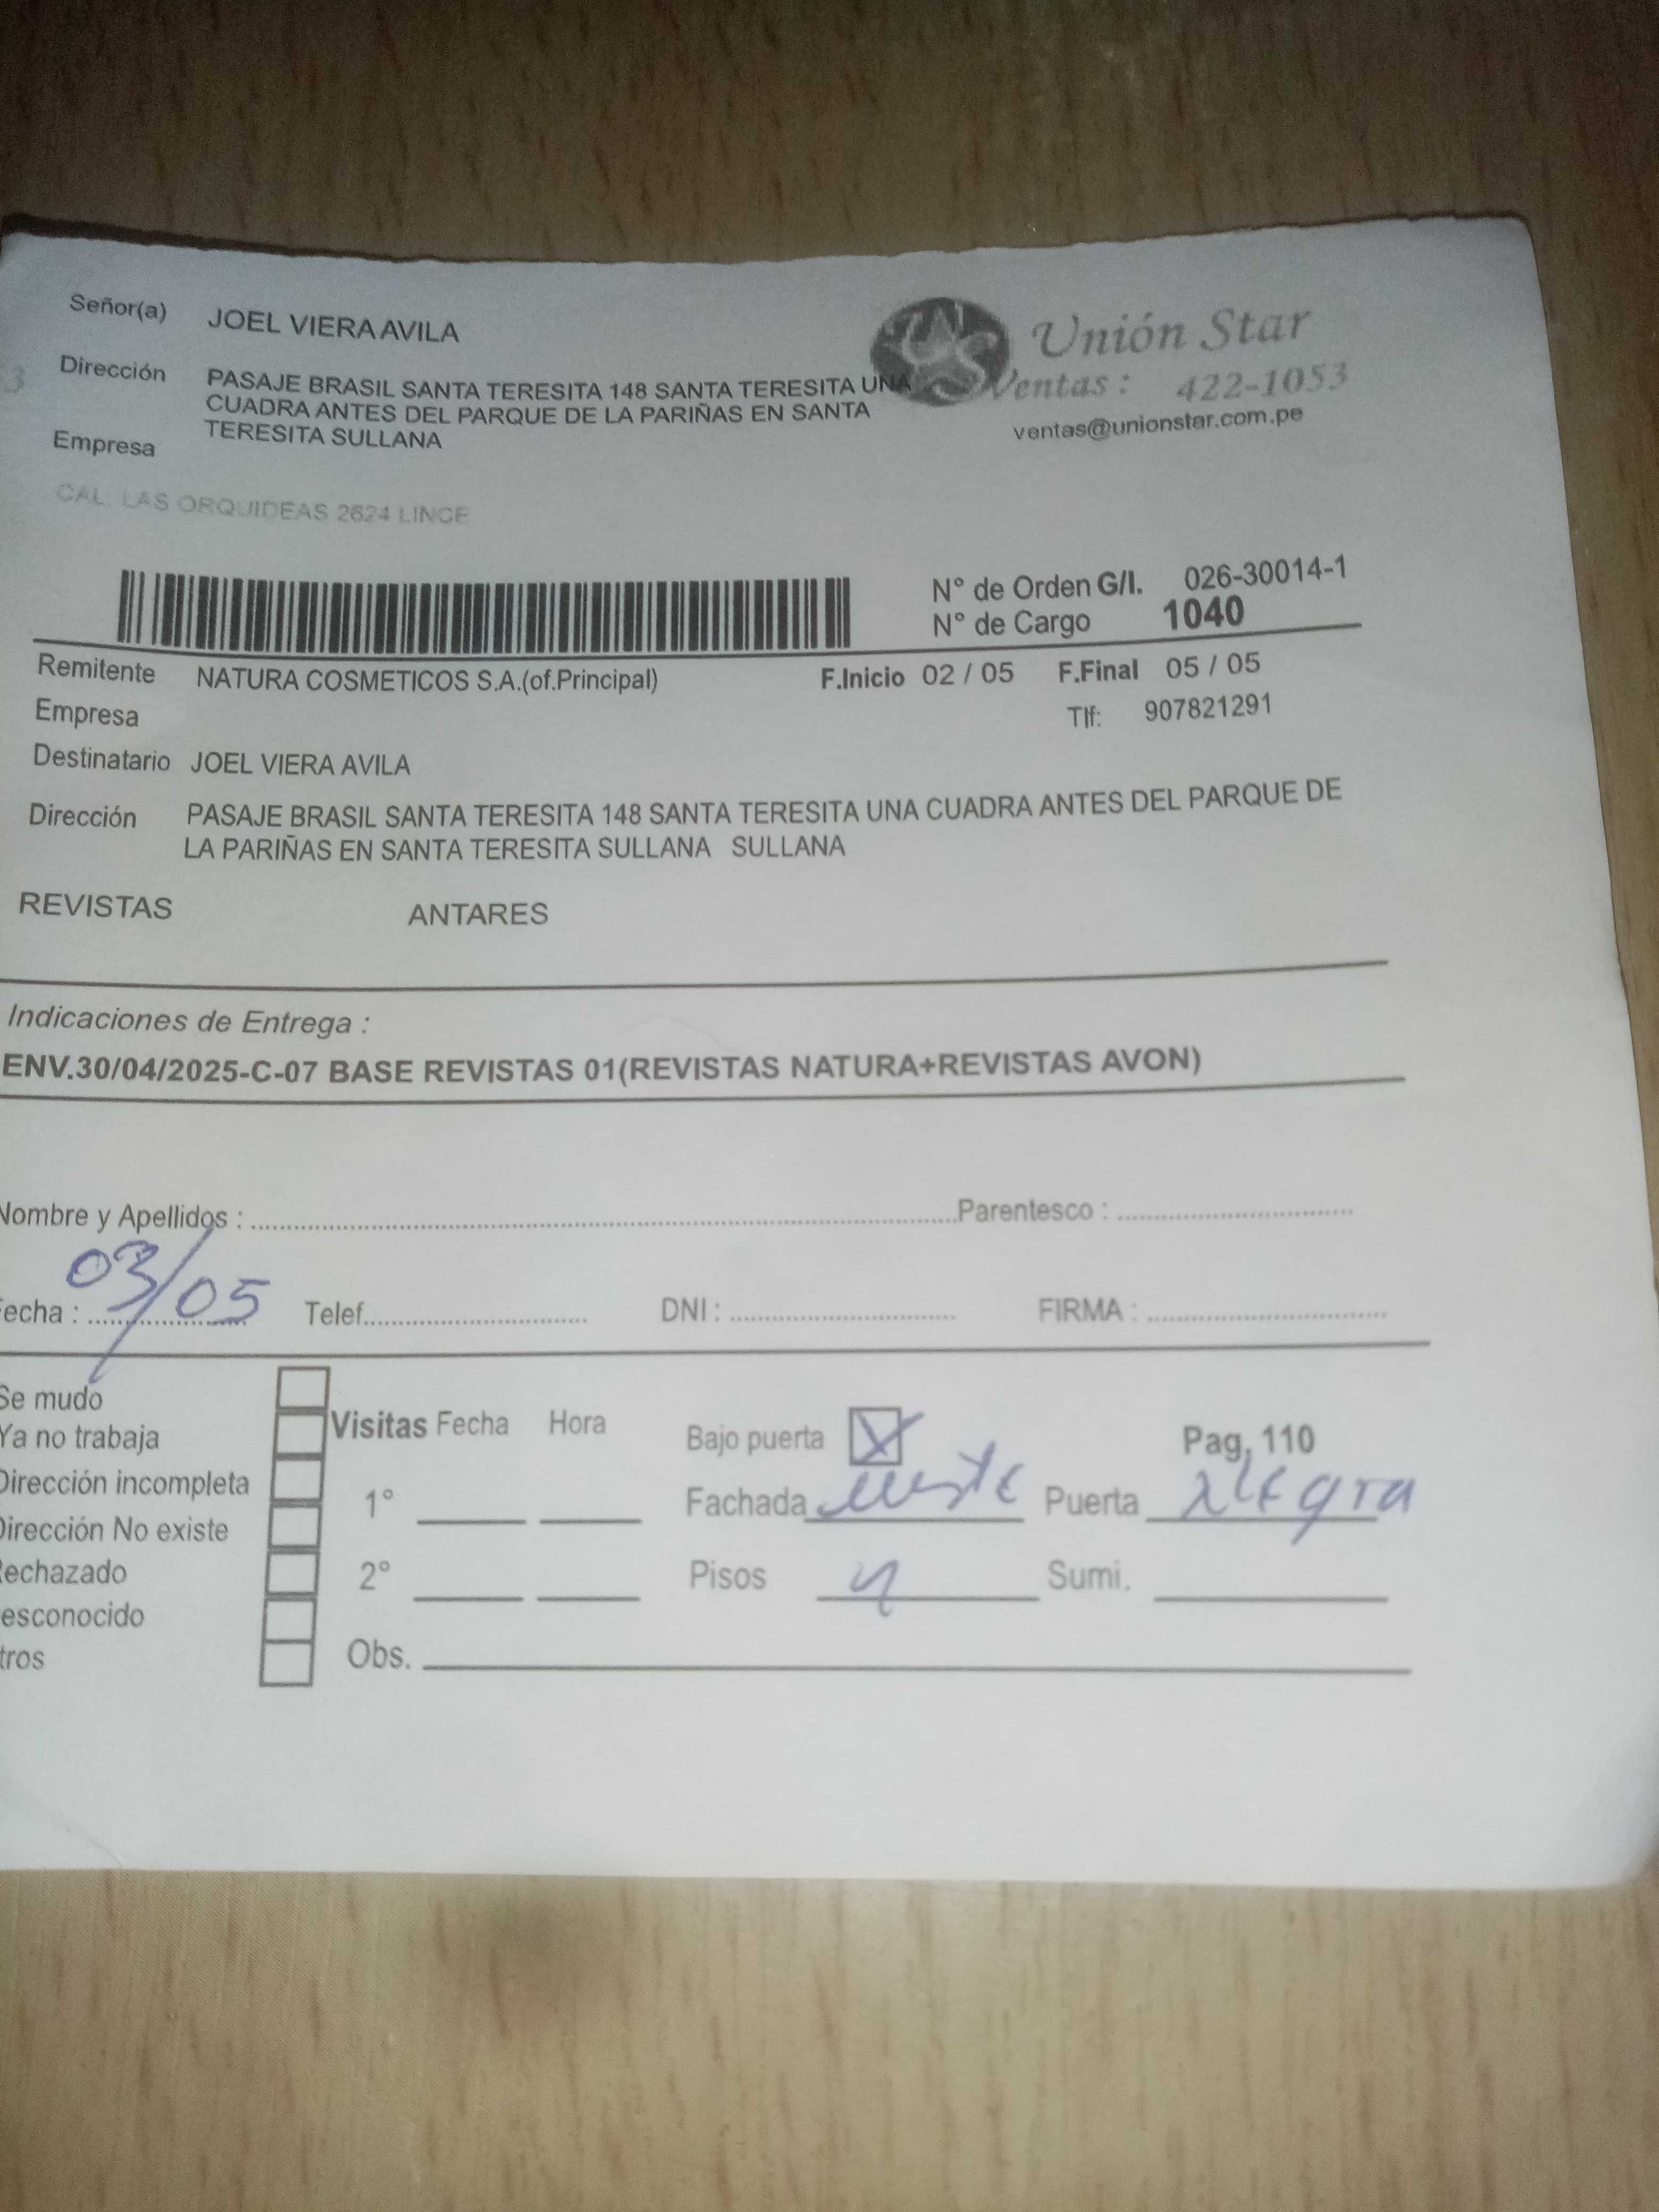 Señor(a) JOEL VIERA AVILA
Unión Star
Dirección PASAJE BRASIL SANTA TERESITA 148 SANTA TERESITA UNA
CUADRA ANTES DEL PARQUE DE LA PARIÑAS EN SANTA
TERESITA SULLANA
Ventas : 422-1053
ventas@unionstar.com.pe
Empresa
CAL. LAS ORQUIDEAS 2624 LINCE
N° de Orden G/I. 026-30014-1
N° de Cargo 1040
Remitente NATURA COSMETICOS S.A.(of.Principal) F.Inicio 02 / 05 F.Final 05 / 05
Empresa Tlf: 907821291
Destinatario JOEL VIERA AVILA
Dirección PASAJE BRASIL SANTA TERESITA 148 SANTA TERESITA UNA CUADRA ANTES DEL PARQUE DE
LA PARIÑAS EN SANTA TERESITA SULLANA SULLANA
REVISTAS ANTARES
Indicaciones de Entrega :
ENV.30/04/2025-C-07 BASE REVISTAS 01(REVISTAS NATURA+REVISTAS AVON)
Nombre y Apellidos : Parentesco :
echa : 03/05 Telef. DNI : FIRMA :
Se mudo
Ya no trabaja
Dirección incompleta
Dirección No existe
echazado
esconocido
tros
Visitas Fecha Hora
1°
2°
Bajo puerta X Pag, 110
Fachada Puerta
Pisos Sumi.
Obs.